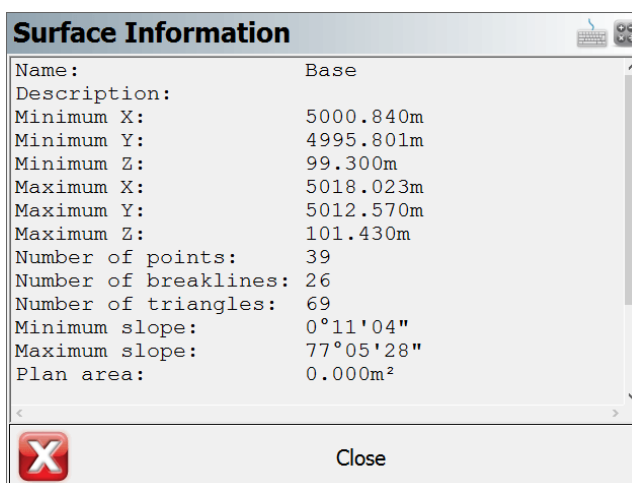 Surface Information
Name: Base
Description:
Minimum X: 5000.840m
Minimum Y: 4995.801m
Minimum Z: 99.300m
Maximum X: 5018.023m
Maximum Y: 5012.570m
Maximum Z: 101.430m
Number of points: 39
Number of breaklines: 26
Number of triangles: 69
Minimum slope: 0°11'04"
Maximum slope: 77°05'28"
Plan area: 0.000m²
Close